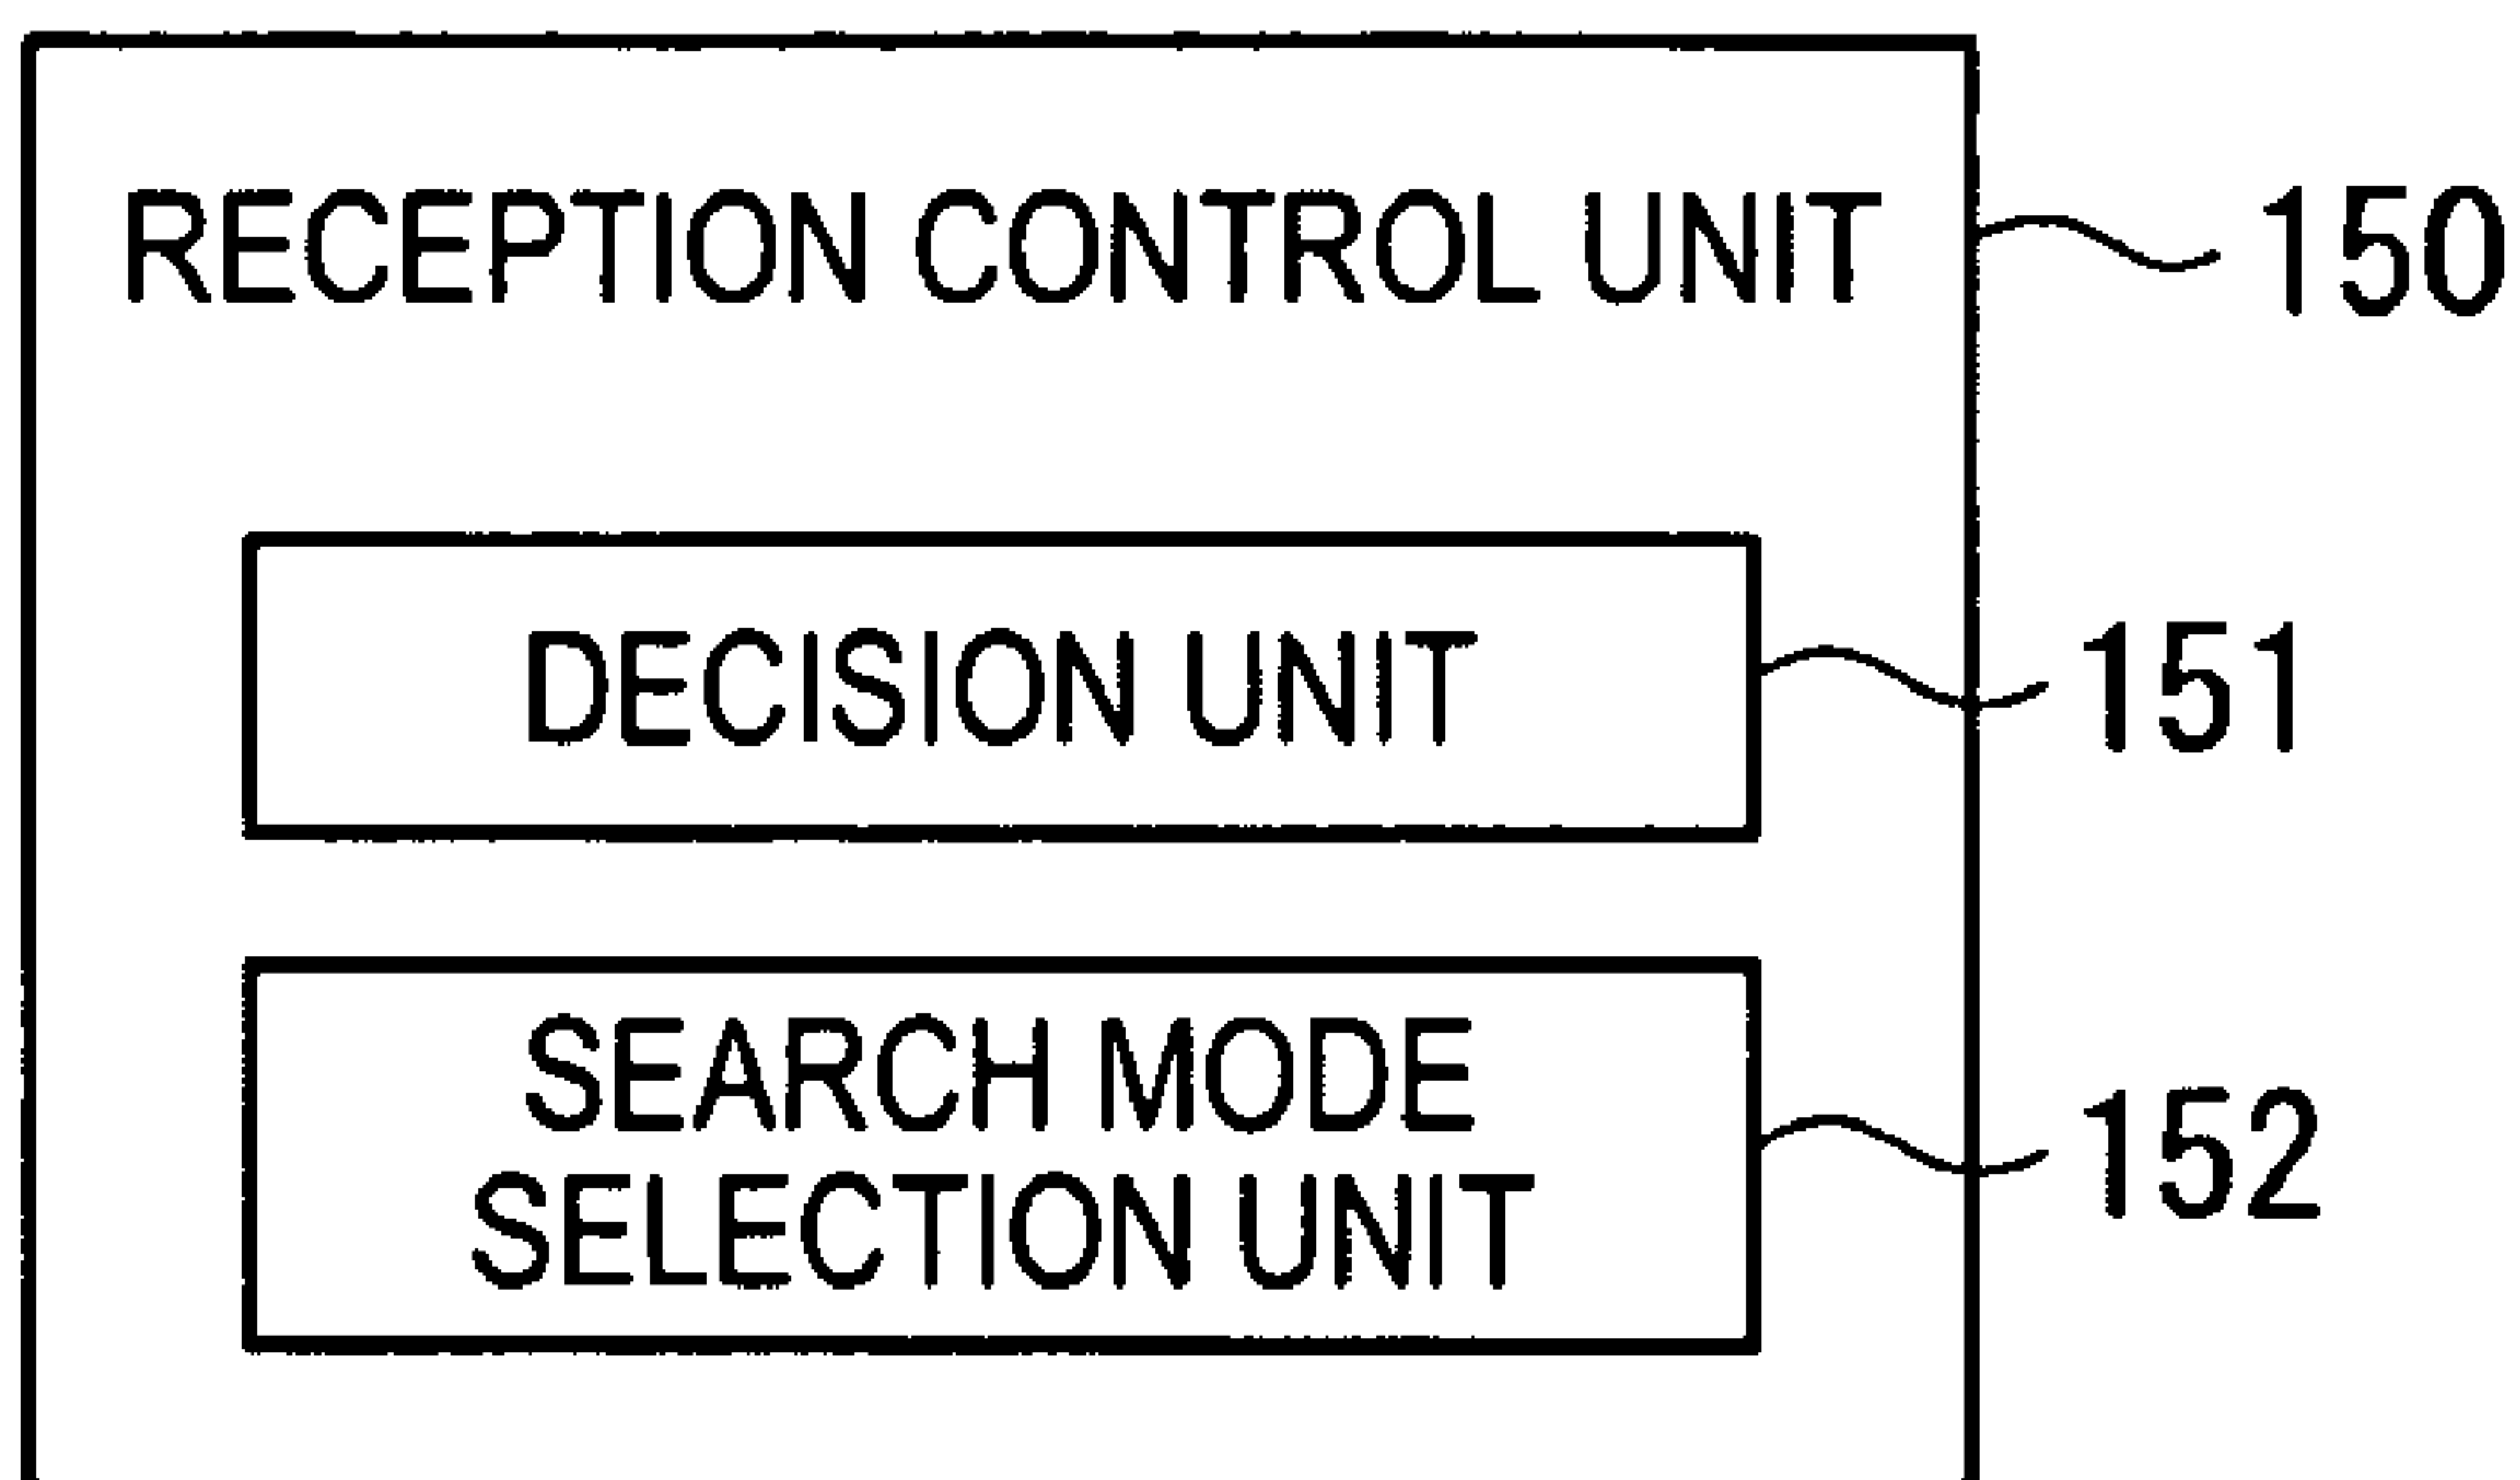 RECEPTION CONTROL UNIT 150
DECISION UNIT 151
SEARCH MODE
SELECTION UNIT
152